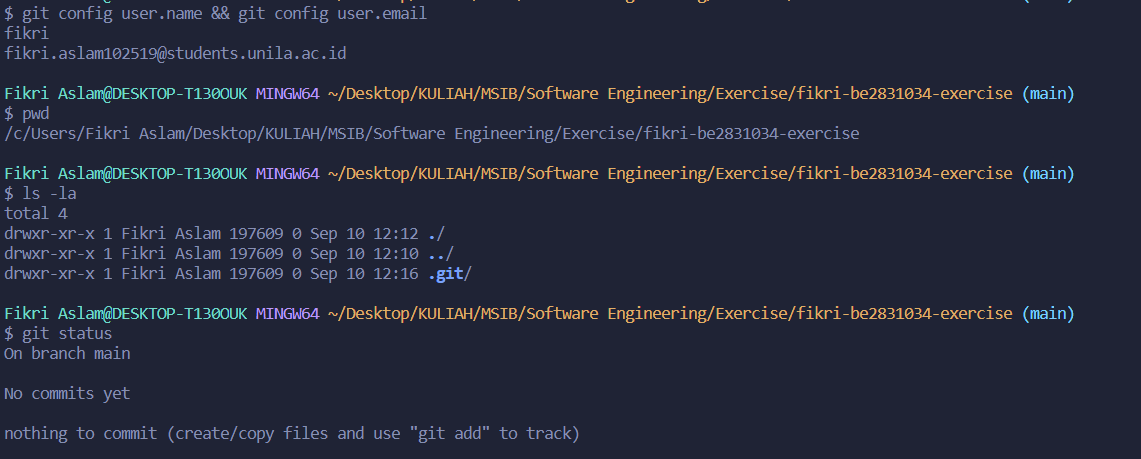 $ git config user.name && git config user.email
fikri
fikri.aslam102519@students.unila.ac.id
Fikri Aslam@DESKTOP-T130OUK MINGW64 ~/Desktop/KULIAH/MSIB/Software Engineering/Exercise/fikri-be2831034-exercise (main)
$ pwd
/c/Users/Fikri Aslam/Desktop/KULIAH/MSIB/Software Engineering/Exercise/fikri-be2831034-exercise
Fikri Aslam@DESKTOP-T130OUK MINGW64 ~/Desktop/KULIAH/MSIB/Software Engineering/Exercise/fikri-be2831034-exercise (main)
$ ls -la
total 4
drwxr-xr-x 1 Fikri Aslam 197609 0 Sep 10 12:12 ./
drwxr-xr-x 1 Fikri Aslam 197609 0 Sep 10 12:10 ../
drwxr-xr-x 1 Fikri Aslam 197609 0 Sep 10 12:16 .git/
Fikri Aslam@DESKTOP-T130OUK MINGW64 ~/Desktop/KULIAH/MSIB/Software Engineering/Exercise/fikri-be2831034-exercise (main)
$ git status
On branch main
No commits yet
nothing to commit (create/copy files and use "git add" to track)